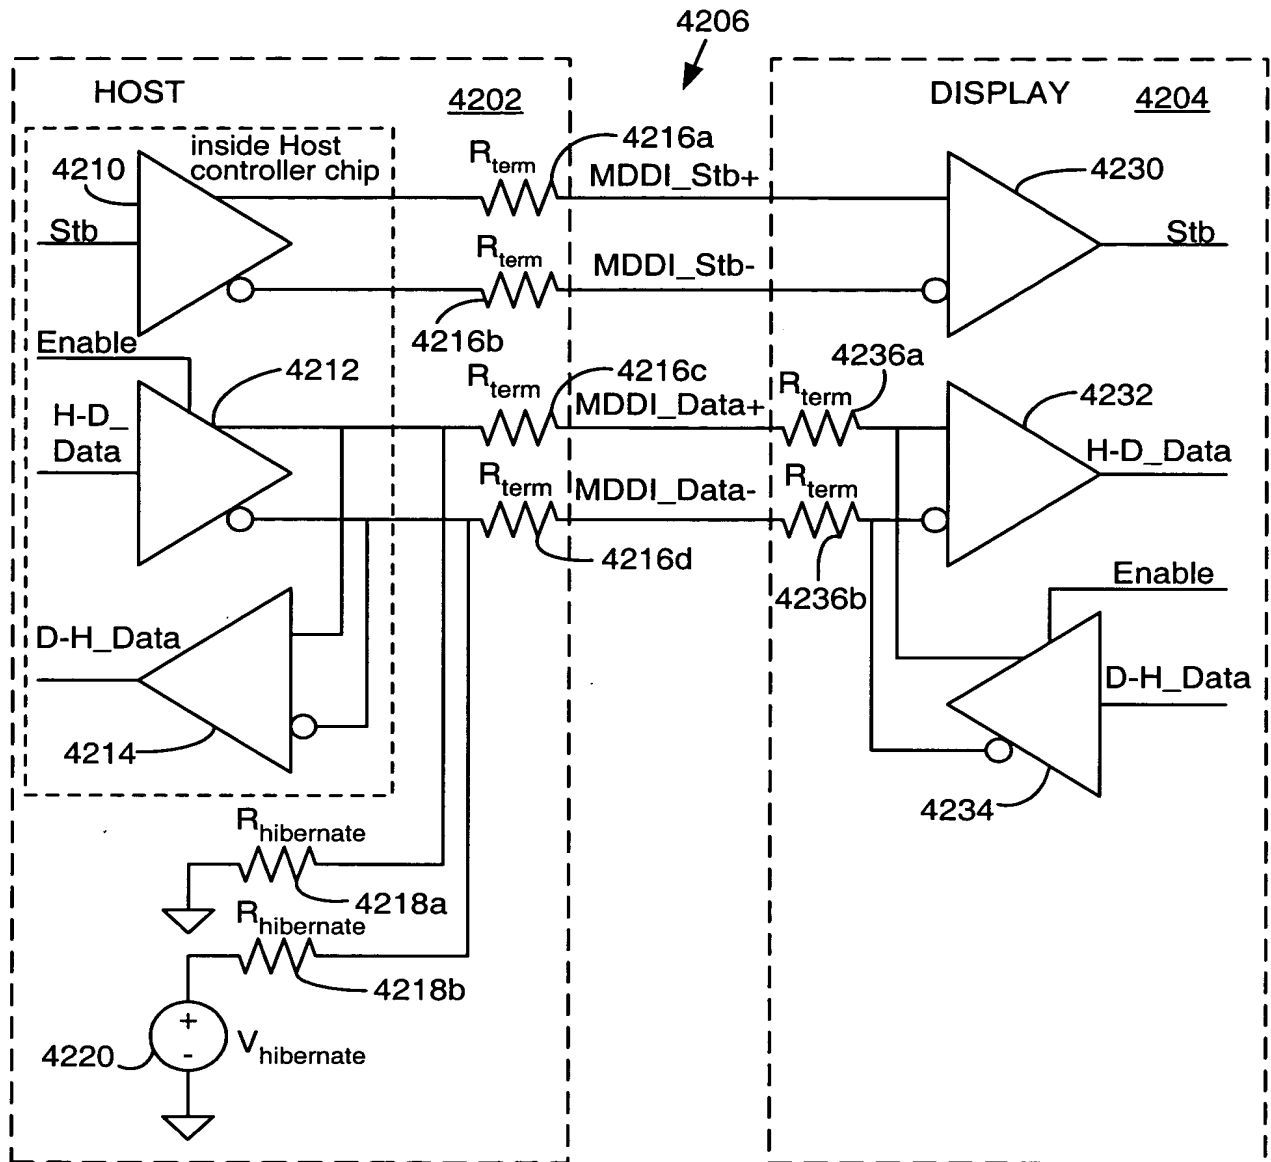 4206
HOST
4202
DISPLAY
4204
inside Host
controller chip
4210
Stb
Rterm
4216a
MDDI_Stb+
4230
Stb
Rterm
MDDI_Stb-
4216b
Enable
4212
H-D_
Data
Rterm
4216c
MDDI_Data+
4236a
Rterm
4232
H-D_Data
Rterm
MDDI_Data-
Rterm
4216d
4236b
Enable
D-H_Data
D-H_Data
4214
4234
Rhibernate
4218a
Rhibernate
4218b
+
-
4220
Vhibernate